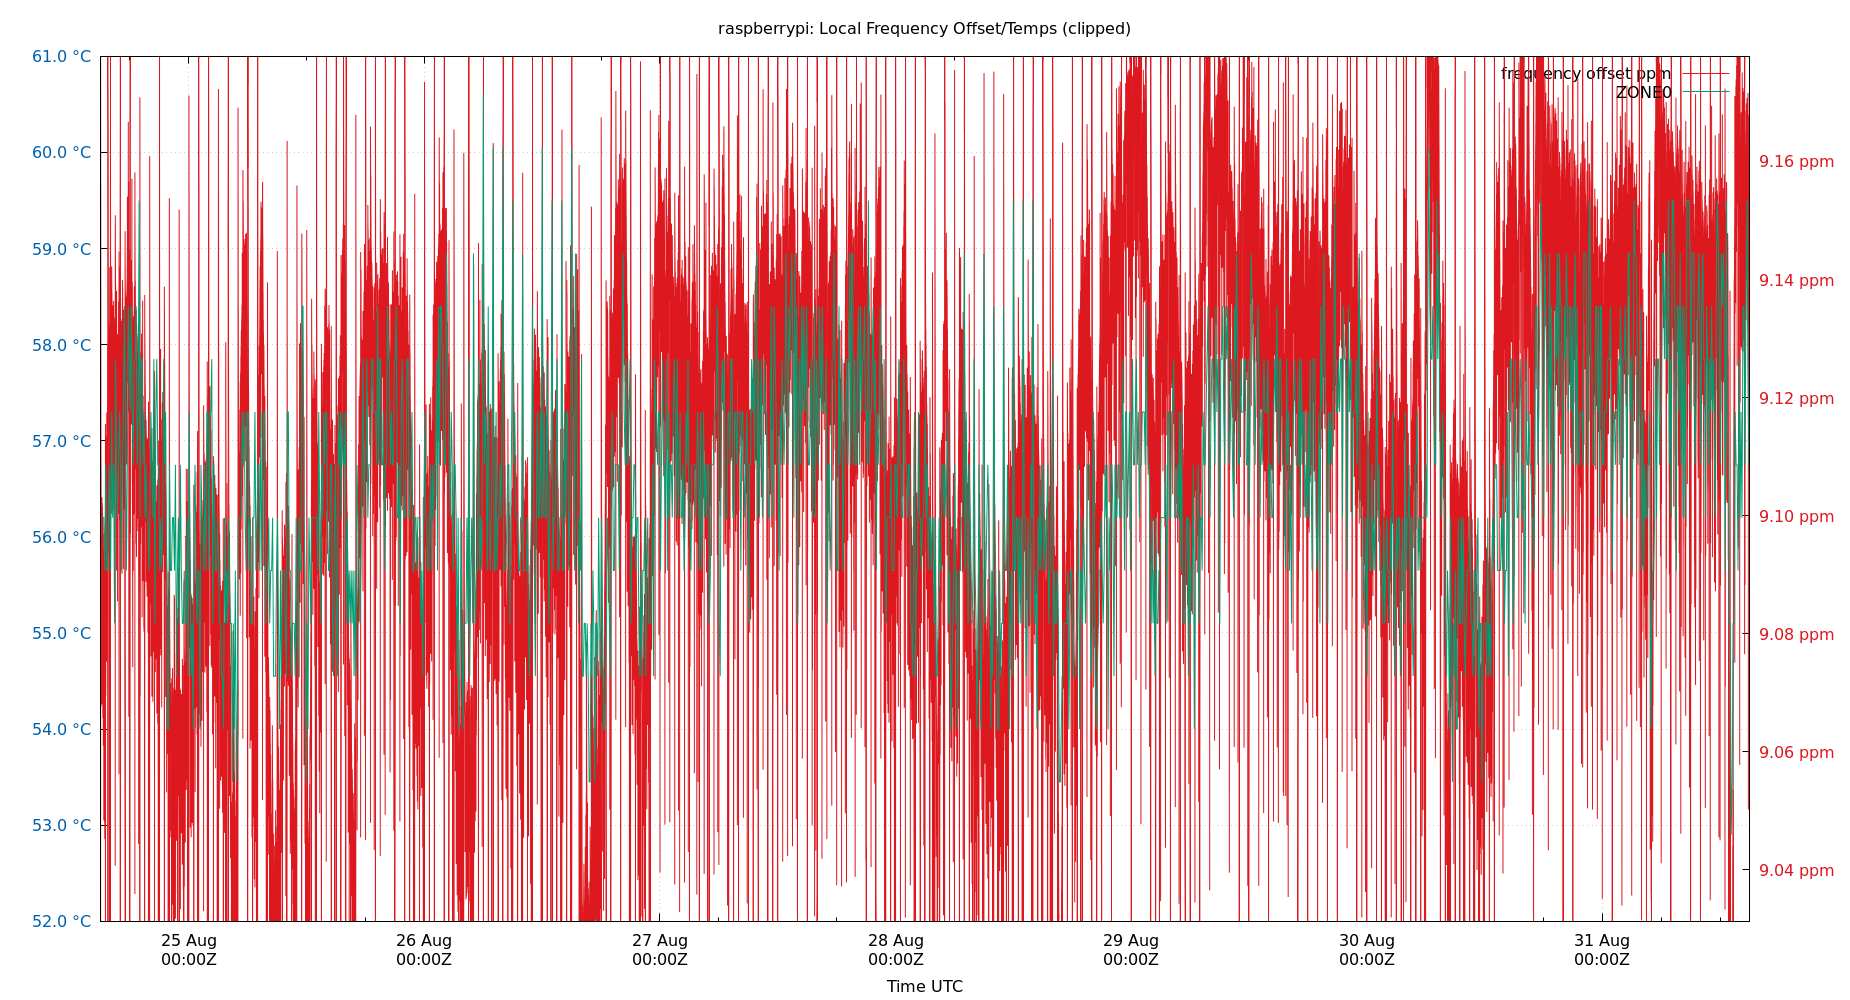 raspberrypi: Local Frequency Offset/Temps (clipped)
61.0 °C
60.0 °C
59.0 °C
58.0 °C
57.0 °C
56.0 °C
55.0 °C
54.0 °C
53.0 °C
52.0 °C
frequency offset ppm
ZONE0
9.16 ppm
9.14 ppm
9.12 ppm
9.10 ppm
9.08 ppm
9.06 ppm
9.04 ppm
25 Aug
00:00Z
26 Aug
00:00Z
27 Aug
00:00Z
28 Aug
00:00Z
29 Aug
00:00Z
30 Aug
00:00Z
31 Aug
00:00Z
Time UTC